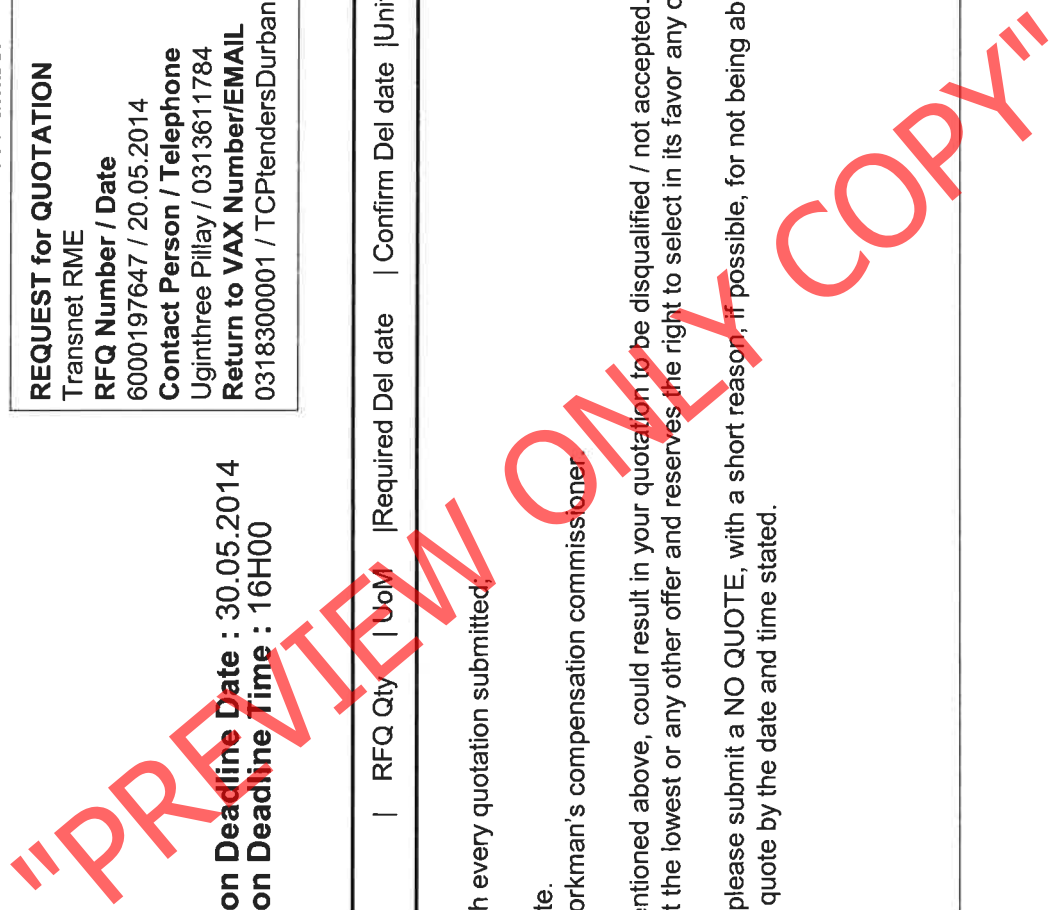 REQUEST for QUOTATION
Transnet RME
RFQ Number / Date
6000197647 / 20.05.2014
Contact Person / Telephone
Uginthree Pillay / 0313611784
Return to VAX Number/EMAIL
0318300001 / TCPtendersDurban
on Deadline Date : 30.05.2014
on Deadline Time : 16H00
| RFQ Qty | UoM |Required Del date | Confirm Del date |Uni
h every quotation submitted;
te.
orkman's compensation commissioner.
entioned above, could result in your quotation to be disqualified / not accepted.
t the lowest or any other offer and reserves the right to select in its favor any
please submit a NO QUOTE, with a short reason, if possible, for not being ab
quote by the date and time stated.
"PREVIEW ONLY COPY"